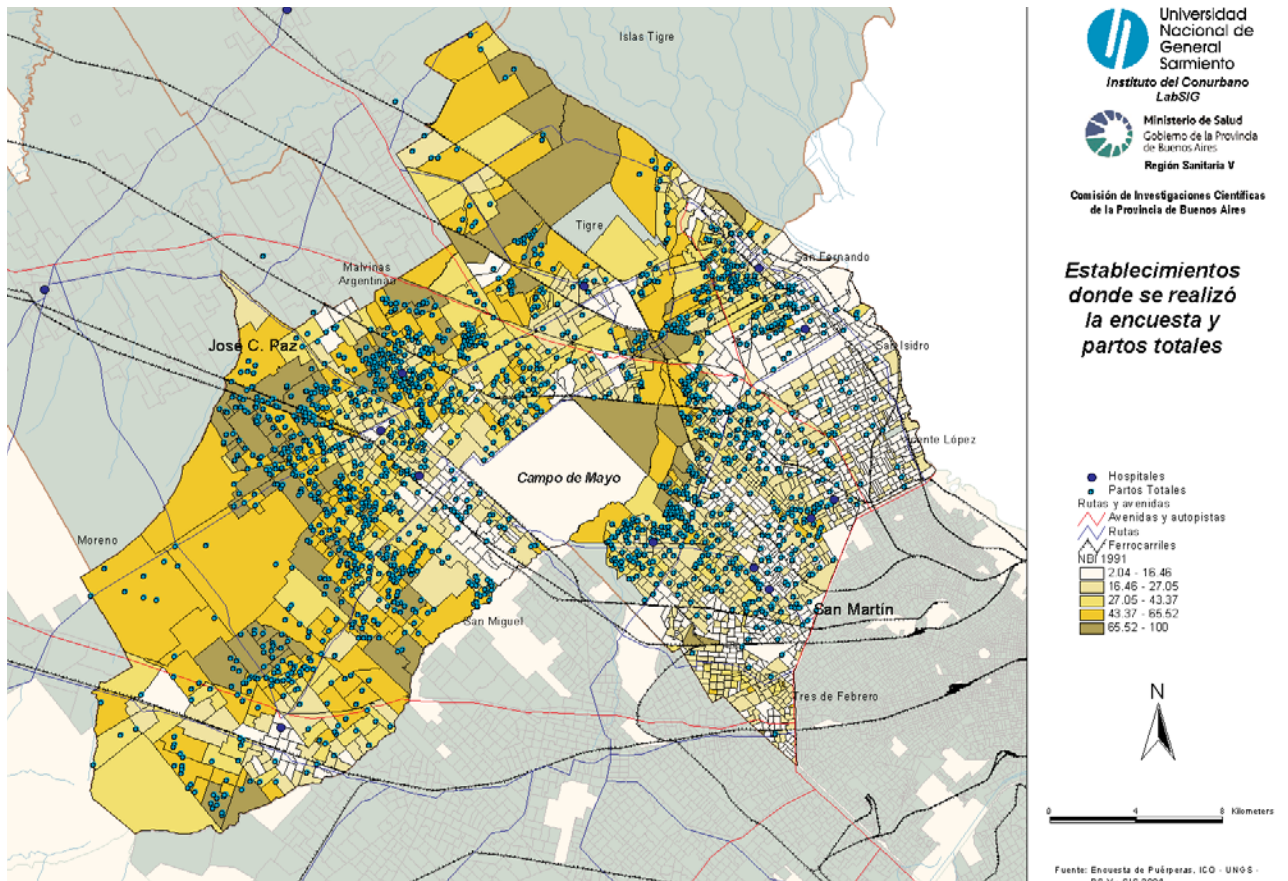 Islas Tigre
Tigre
San Fernando
Malvinas
Argentinas
José C. Paz
San Isidro
Vicente López
Campo de Mayo
Moreno
San Martín
San Miguel
Tres de Febrero
Universidad
Nacional de
General
Sarmiento
Instituto del Conurbano
LabSIG
Ministerio de Salud
Gobierno de la Provincia
de Buenos Aires
Región Sanitaria V
Comisión de Investigaciones Científicas
de la Provincia de Buenos Aires
Establecimientos
donde se realizó
la encuesta y
partos totales
Hospitales
Partos Totales
Rutas y avenidas
Avenidas y autopistas
Rutas
Ferrocarriles
NBI 1991
2.04 - 16.46
16.46 - 27.05
27.05 - 43.37
43.37 - 65.52
65.52 - 100
N
0 4 8 Kilometers
Fuente: Encuesta de Puérperas. ICO - UNGS -